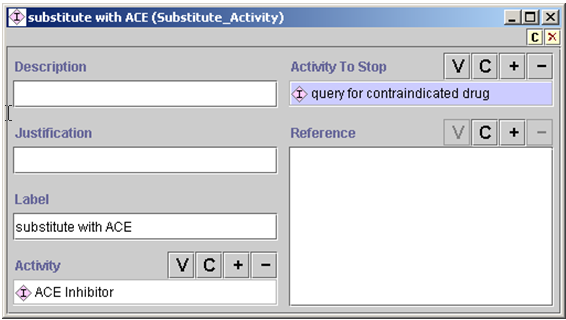 substitute with ACE (Substitute_Activity)
C
Description
Justification
Label
substitute with ACE
Activity V C + −
ACE Inhibitor
Activity To Stop V C + −
query for contraindicated drug
Reference V C + −